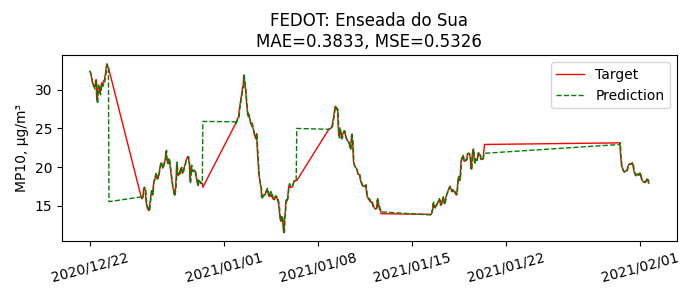 FEDOT: Enseada do Sua
MAE=0.3833, MSE=0.5326
Target
Prediction
MP10, μg/m³
30
25
20
15
2020/12/22
2021/01/01
2021/01/08
2021/01/15
2021/01/22
2021/02/01